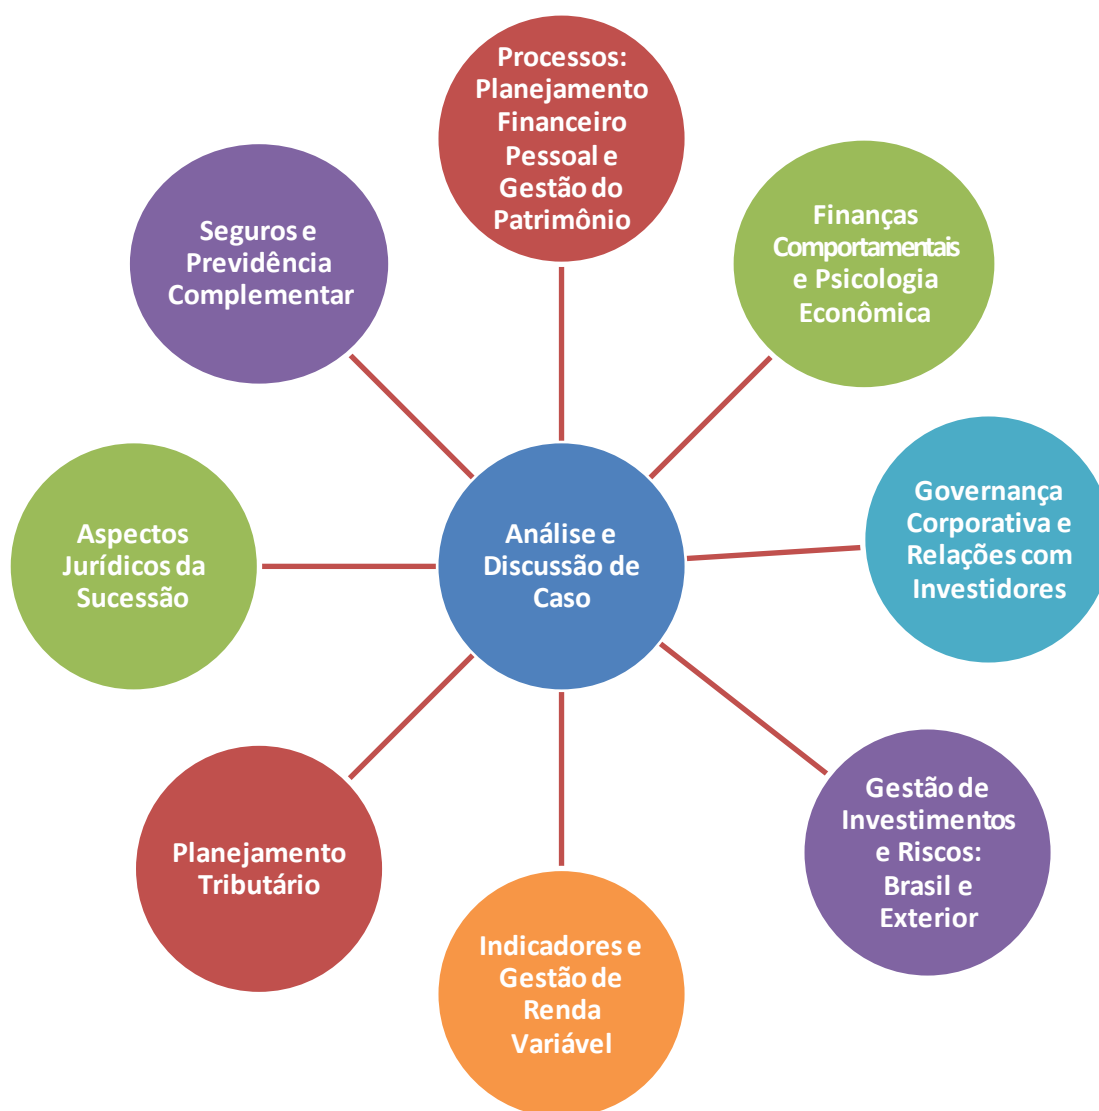 Processos:
Planejamento
Financeiro
Pessoal e
Gestão do
Patrimônio
Finanças
Comportamentais
e Psicologia
Econômica
Governança
Corporativa e
Relações com
Investidores
Gestão de
Investimentos
e Riscos:
Brasil e
Exterior
Indicadores e
Gestão de
Renda
Variável
Planejamento
Tributário
Aspectos
Jurídicos da
Sucessão
Seguros e
Previdência
Complementar
Análise e
Discussão de
Caso